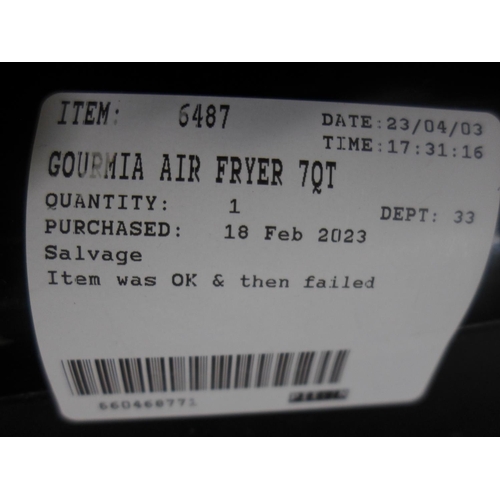 ITEM: 6487 DATE:23/04/03
TIME:17:31:16
GOURMIA AIR FRYER 7QT
QUANTITY: 1 DEPT: 33
PURCHASED: 18 Feb 2023
Salvage
Item was OK & then failed
660468771